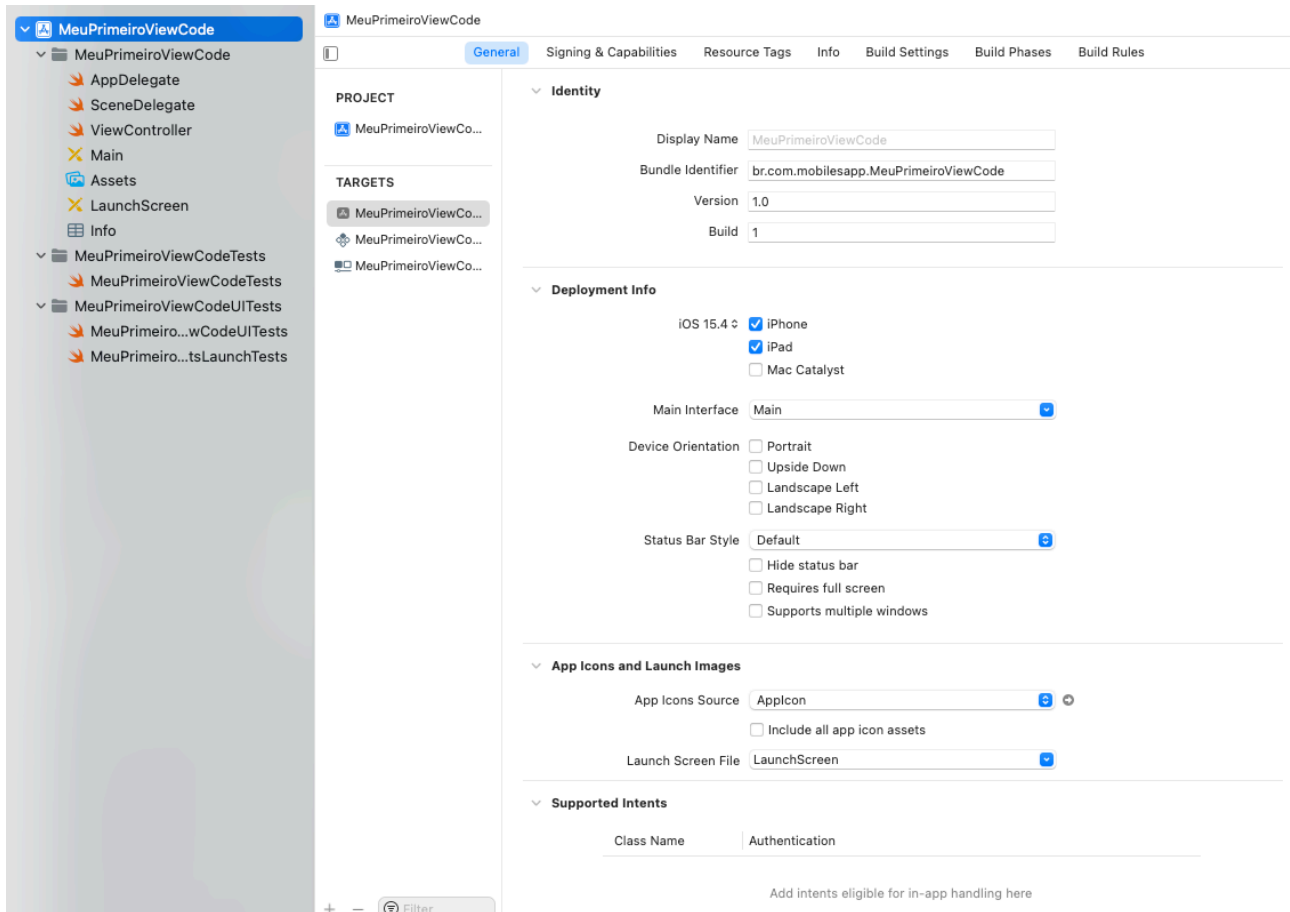 MeuPrimeiroViewCode
MeuPrimeiroViewCode
AppDelegate
SceneDelegate
ViewController
Main
Assets
LaunchScreen
Info
MeuPrimeiroViewCodeTests
MeuPrimeiroViewCodeTests
MeuPrimeiroViewCodeUITests
MeuPrimeiro...wCodeUITests
MeuPrimeiro...tsLaunchTests
MeuPrimeiroViewCode
General Signing & Capabilities Resource Tags Info Build Settings Build Phases Build Rules
PROJECT
MeuPrimeiroViewCo...
TARGETS
MeuPrimeiroViewCo...
MeuPrimeiroViewCo...
MeuPrimeiroViewCo...
+ − Filter
Identity
Display Name MeuPrimeiroViewCode
Bundle Identifier br.com.mobilesapp.MeuPrimeiroViewCode
Version 1.0
Build 1
Deployment Info
iOS 15.4 iPhone
iPad
Mac Catalyst
Main Interface Main
Device Orientation Portrait
Upside Down
Landscape Left
Landscape Right
Status Bar Style Default
Hide status bar
Requires full screen
Supports multiple windows
App Icons and Launch Images
App Icons Source AppIcon
Include all app icon assets
Launch Screen File LaunchScreen
Supported Intents
Class Name Authentication
Add intents eligible for in-app handling here